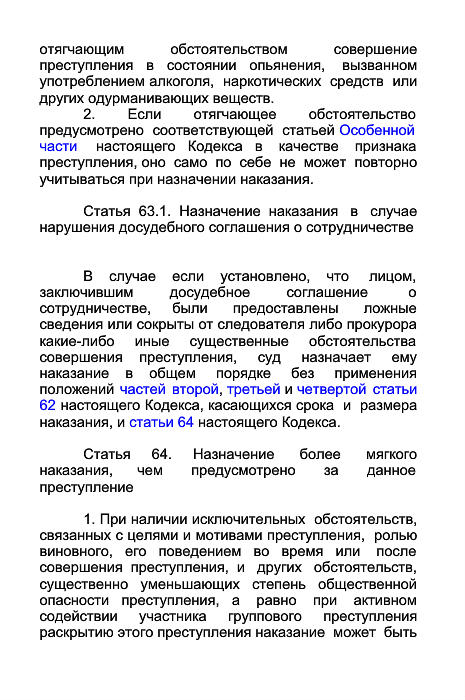 отягчающим обстоятельством совершение
преступления в состоянии опьянения, вызванном
употреблением алкоголя, наркотических средств или
других одурманивающих веществ.
2. Если отягчающее обстоятельство
предусмотрено соответствующей статьей Особенной
части настоящего Кодекса в качестве признака
преступления, оно само по себе не может повторно
учитываться при назначении наказания.
Статья 63.1. Назначение наказания в случае
нарушения досудебного соглашения о сотрудничестве
В случае если установлено, что лицом,
заключившим досудебное соглашение о
сотрудничестве, были предоставлены ложные
сведения или сокрыты от следователя либо прокурора
какие-либо иные существенные обстоятельства
совершения преступления, суд назначает ему
наказание в общем порядке без применения
положений частей второй, третьей и четвертой статьи
62 настоящего Кодекса, касающихся срока и размера
наказания, и статьи 64 настоящего Кодекса.
Статья 64. Назначение более мягкого
наказания, чем предусмотрено за данное
преступление
1. При наличии исключительных обстоятельств,
связанных с целями и мотивами преступления, ролью
виновного, его поведением во время или после
совершения преступления, и других обстоятельств,
существенно уменьшающих степень общественной
опасности преступления, а равно при активном
содействии участника группового преступления
раскрытию этого преступления наказание может быть